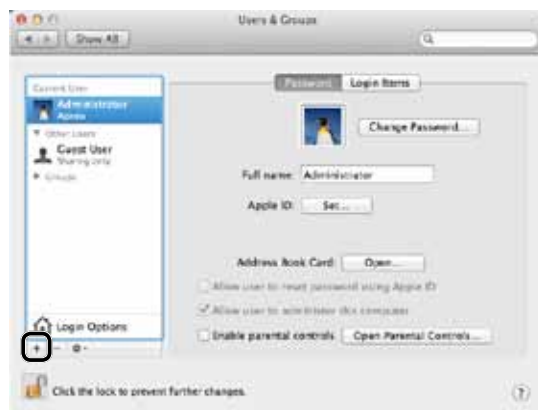 Users & Groups
Show All
Current User
Administrator
Admin
Other Users
Guest User
Sharing only
Groups
Login Options
+ -
Password
Login Items
Change Password...
Full name: Administrator
Apple ID: Set...
Address Book Card: Open...
Allow user to reset password using Apple ID
Allow user to administer this computer
Enable parental controls
Open Parental Controls...
Click the lock to prevent further changes.
?